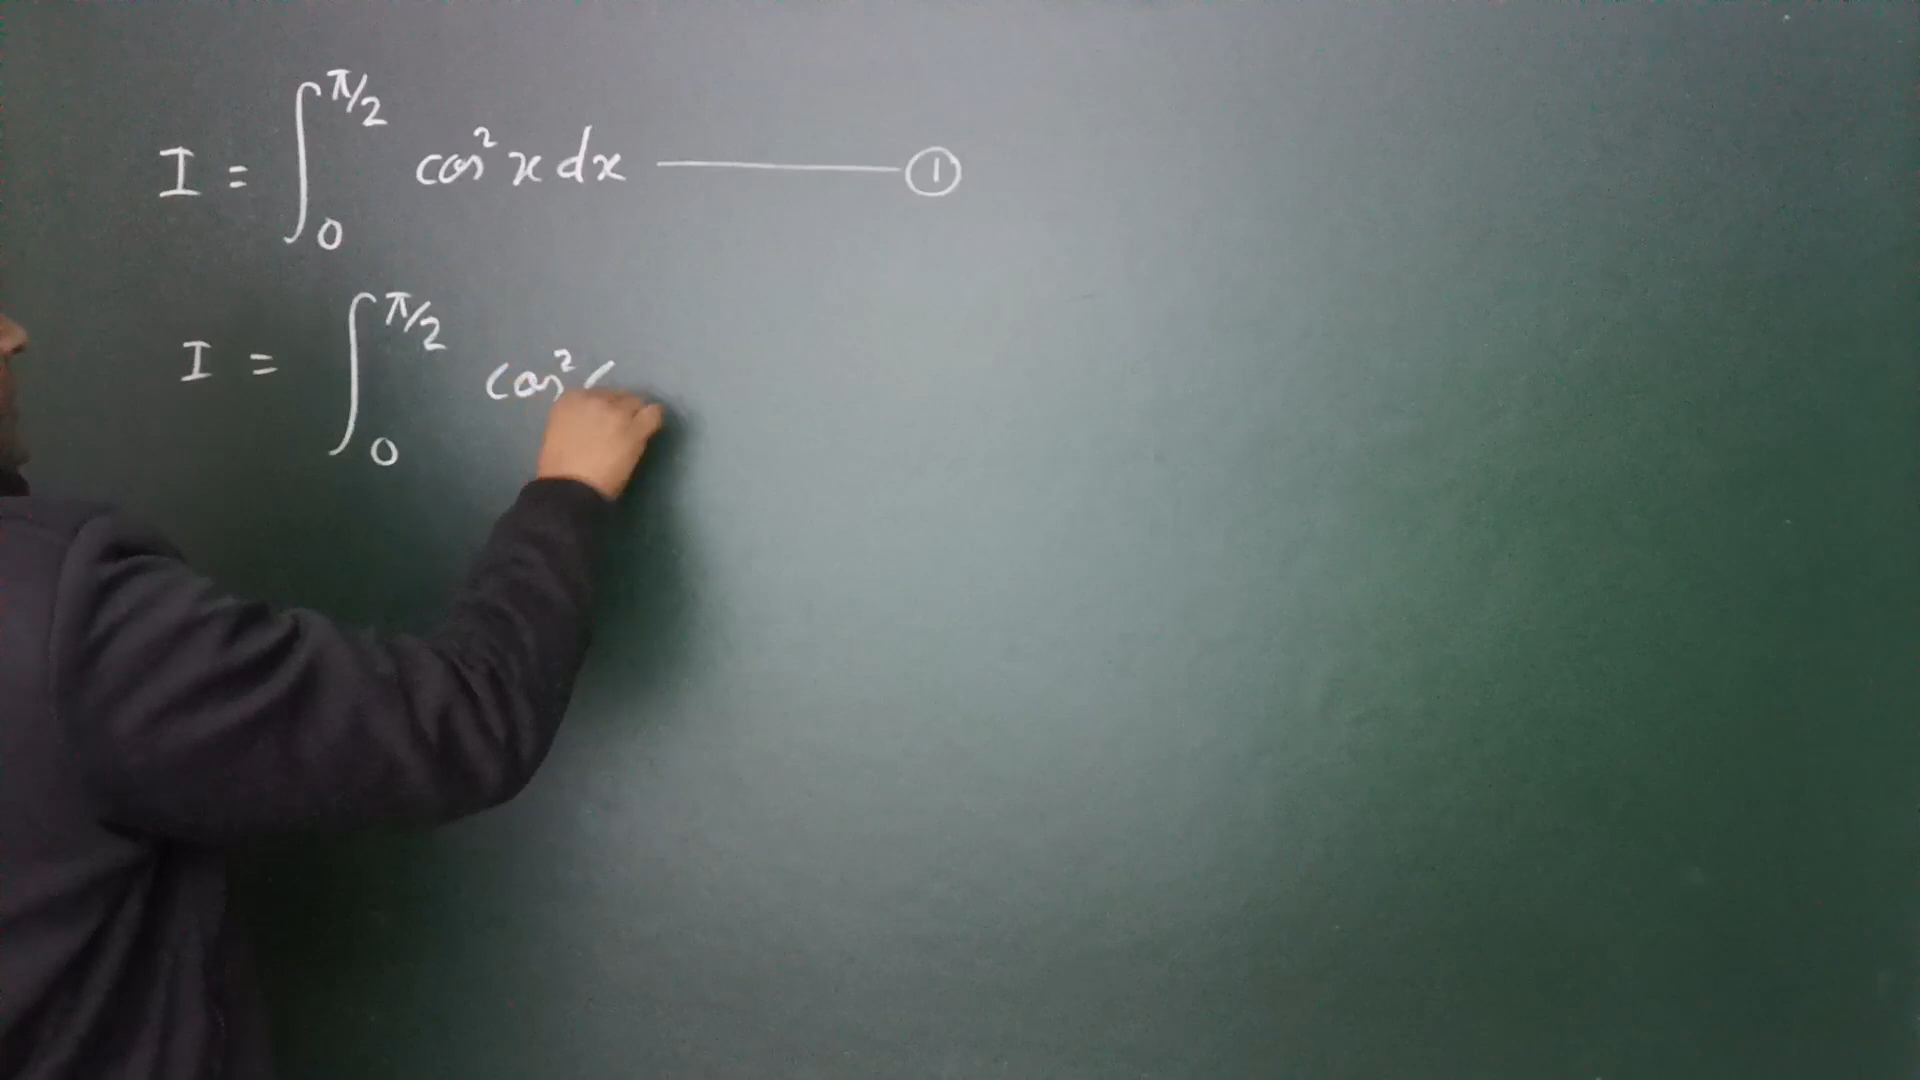 I = ∫₀^π/2 cos² x dx ——— ①
I = ∫₀^π/2 cos² (